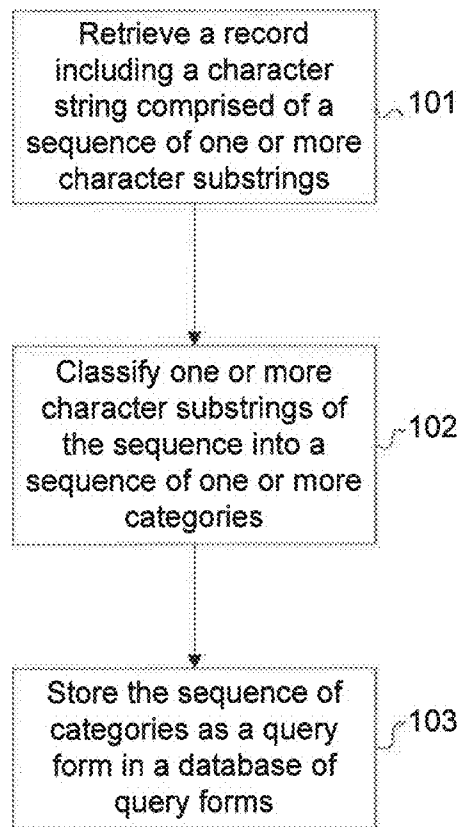 Retrieve a record
including a character
string comprised of a
sequence of one or more
character substrings
101
Classify one or more
character substrings of
the sequence into a
sequence of one or more
categories
102
Store the sequence of
categories as a query
form in a database of
query forms
103